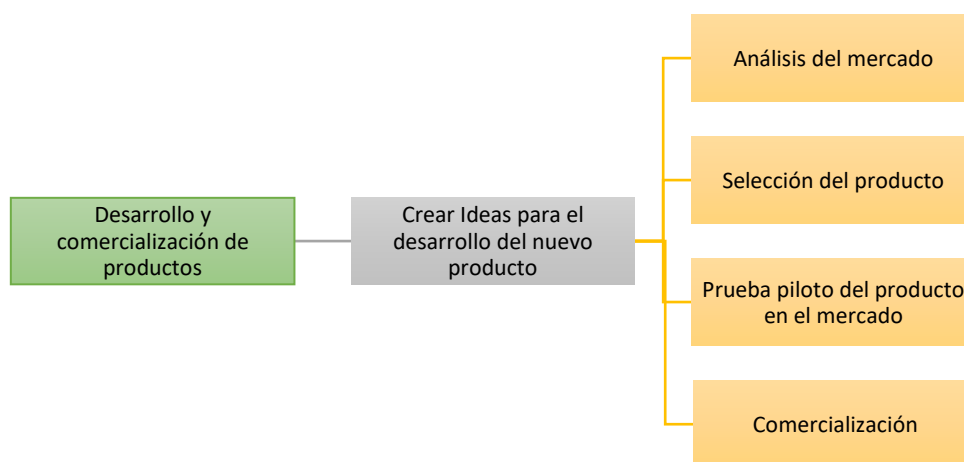 Desarrollo y
comercialización de
productos
Crear Ideas para el
desarrollo del nuevo
producto
Análisis del mercado
Selección del producto
Prueba piloto del producto
en el mercado
Comercialización